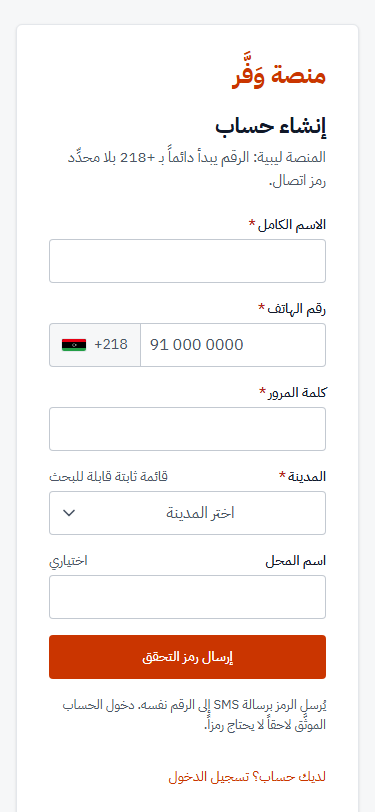 منصة وَفَّر
إنشاء حساب
المنصة ليبية: الرقم يبدأ دائماً بـ +218 بلا محدِّد
رمز اتصال.
الاسم الكامل *
رقم الهاتف *
+218 91 000 0000
كلمة المرور *
المدينة * قائمة ثابتة قابلة للبحث
اختر المدينة
اسم المحل اختياري
إرسال رمز التحقق
يُرسل الرمز برسالة SMS إلى الرقم نفسه. دخول الحساب
الموثَّق لاحقاً لا يحتاج رمزاً.
لديك حساب؟ تسجيل الدخول